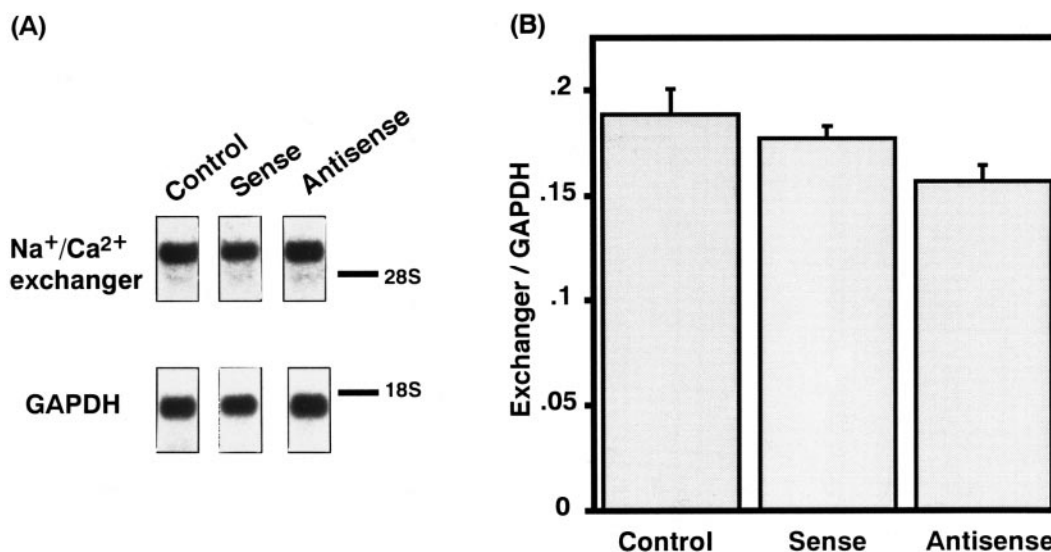 (A)
Control
Sense
Antisense
Na⁺/Ca²⁺
exchanger
28S
GAPDH
18S
(B)
Exchanger / GAPDH
.2
.15
.1
.05
0
Control
Sense
Antisense